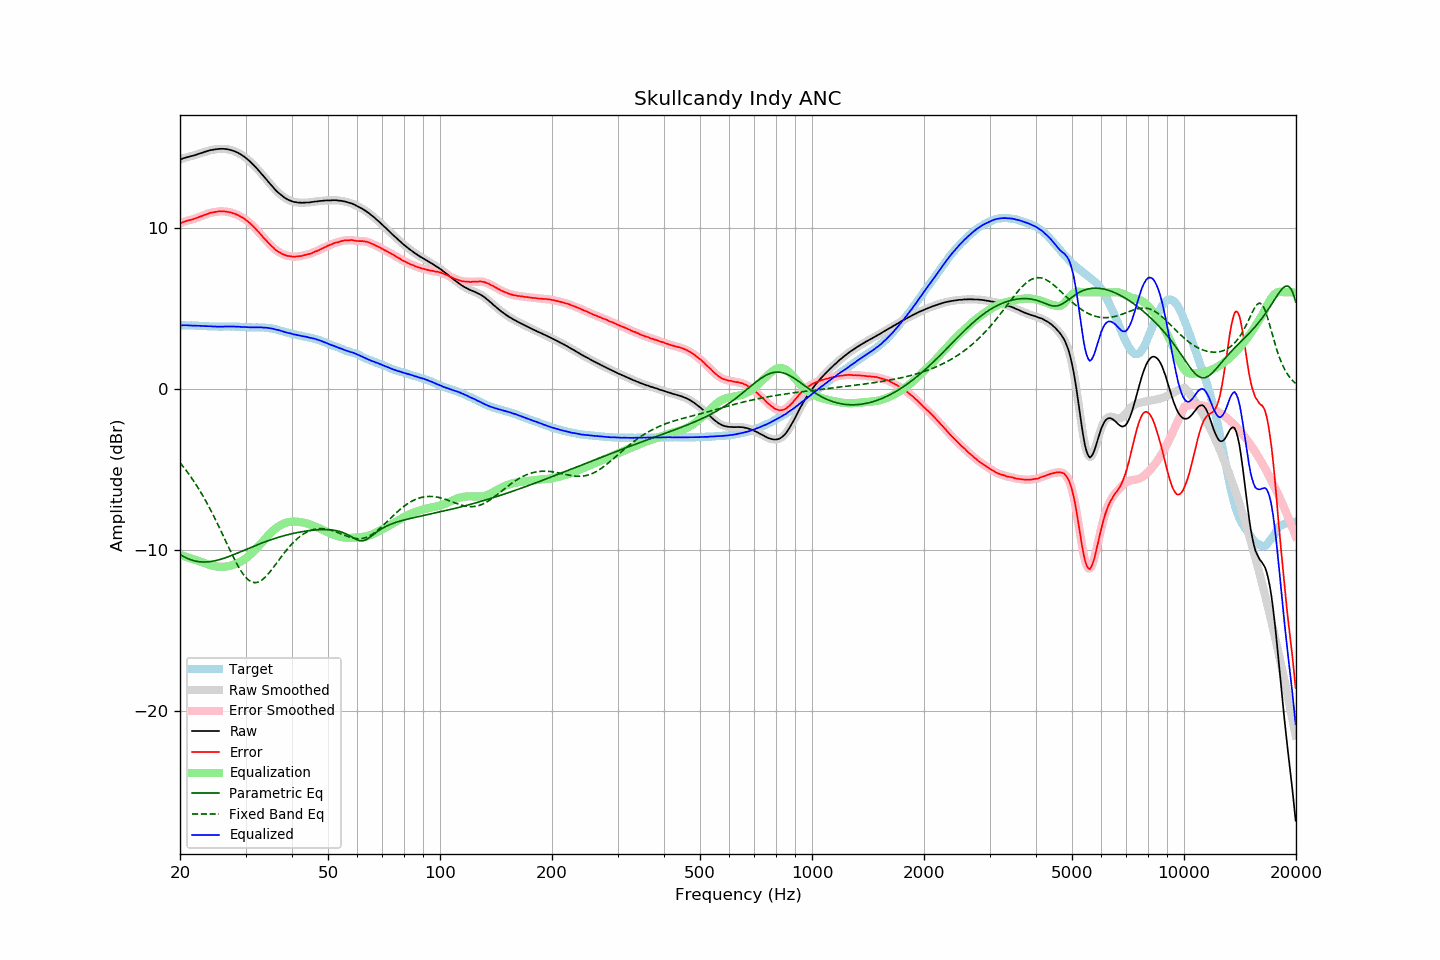 Skullcandy Indy ANC
Amplitude (dBr)
10
0
−10
−20
Target
Raw Smoothed
Error Smoothed
Raw
Error
Equalization
Parametric Eq
Fixed Band Eq
Equalized
20 50 100 200 500 1000 2000 5000 10000 20000
Frequency (Hz)